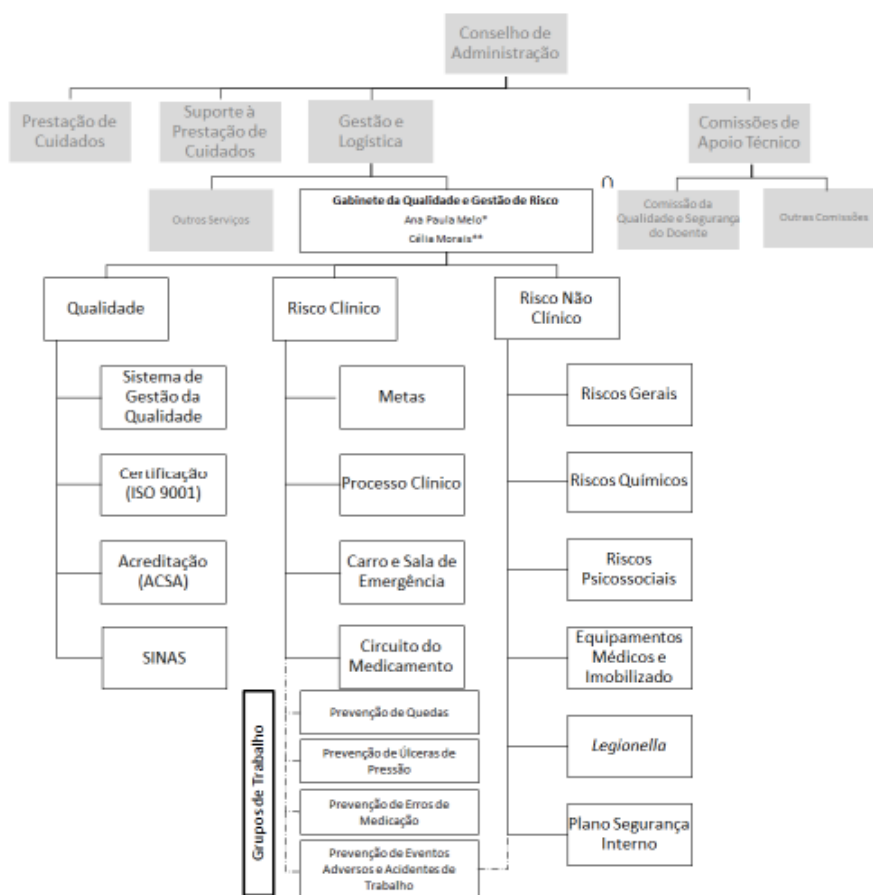 Conselho de
Administração
Prestação de
Cuidados
Suporte à
Prestação de
Cuidados
Gestão e
Logística
Comissões de
Apoio Técnico
Outros Serviços
Gabinete da Qualidade e Gestão de Risco
Ana Paula Melo*
Célia Morais**
∩
Comissão da
Qualidade e Segurança
do Doente
Outras Comissões
Qualidade
Risco Clínico
Risco Não
Clínico
Sistema de
Gestão da
Qualidade
Metas
Riscos Gerais
Certificação
(ISO 9001)
Processo Clínico
Riscos Químicos
Acreditação
(ACSA)
Carro e Sala de
Emergência
Riscos
Psicossociais
SINAS
Circuito do
Medicamento
Equipamentos
Médicos e
Imobilizado
Grupos de Trabalho
Prevenção de Quedas
Prevenção de Úlceras de
Pressão
Prevenção de Erros de
Medicação
Prevenção de Eventos
Adversos e Acidentes de
Trabalho
Legionella
Plano Segurança
Interno